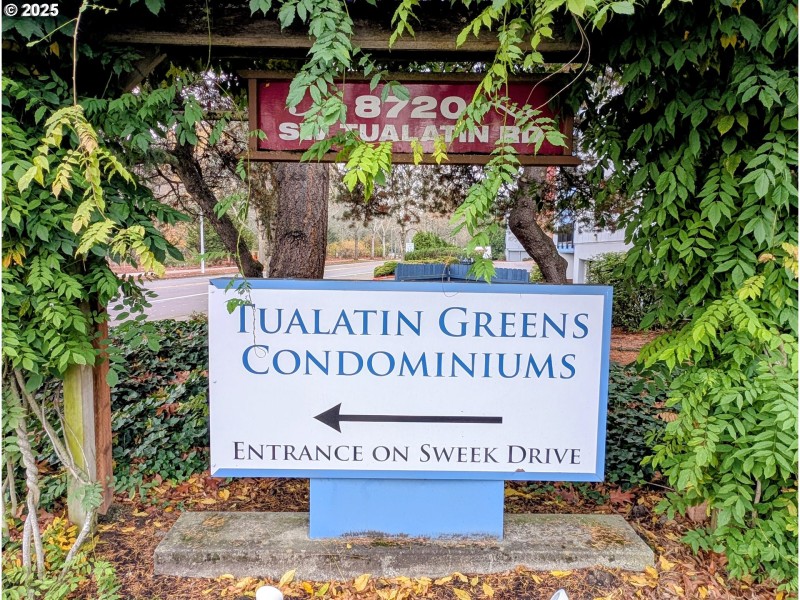 © 2025
8720
SW TUALATIN RD
TUALATIN GREENS
CONDOMINIUMS
ENTRANCE ON SWEEK DRIVE